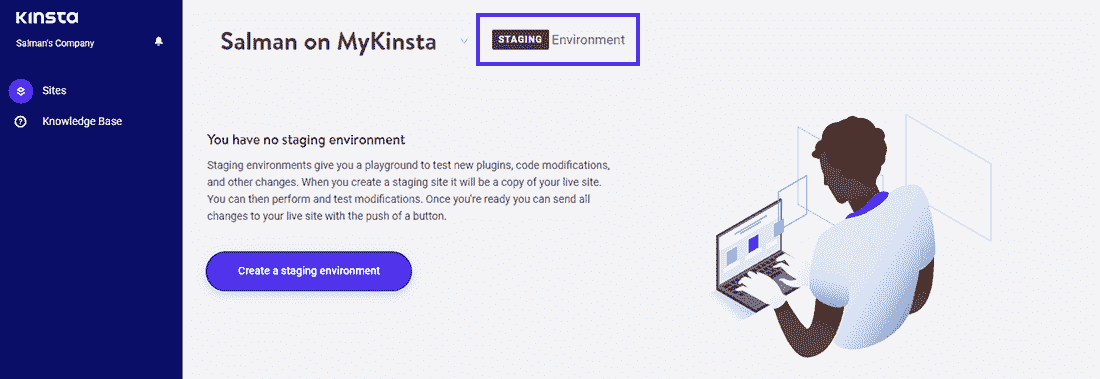 KINSTA
Salman's Company
Sites
Knowledge Base
Salman on MyKinsta
STAGING Environment
You have no staging environment
Staging environments give you a playground to test new plugins, code modifications,
and other changes. When you create a staging site it will be a copy of your live site.
You can then perform and test modifications. Once you're ready you can send all
changes to your live site with the push of a button.
Create a staging environment